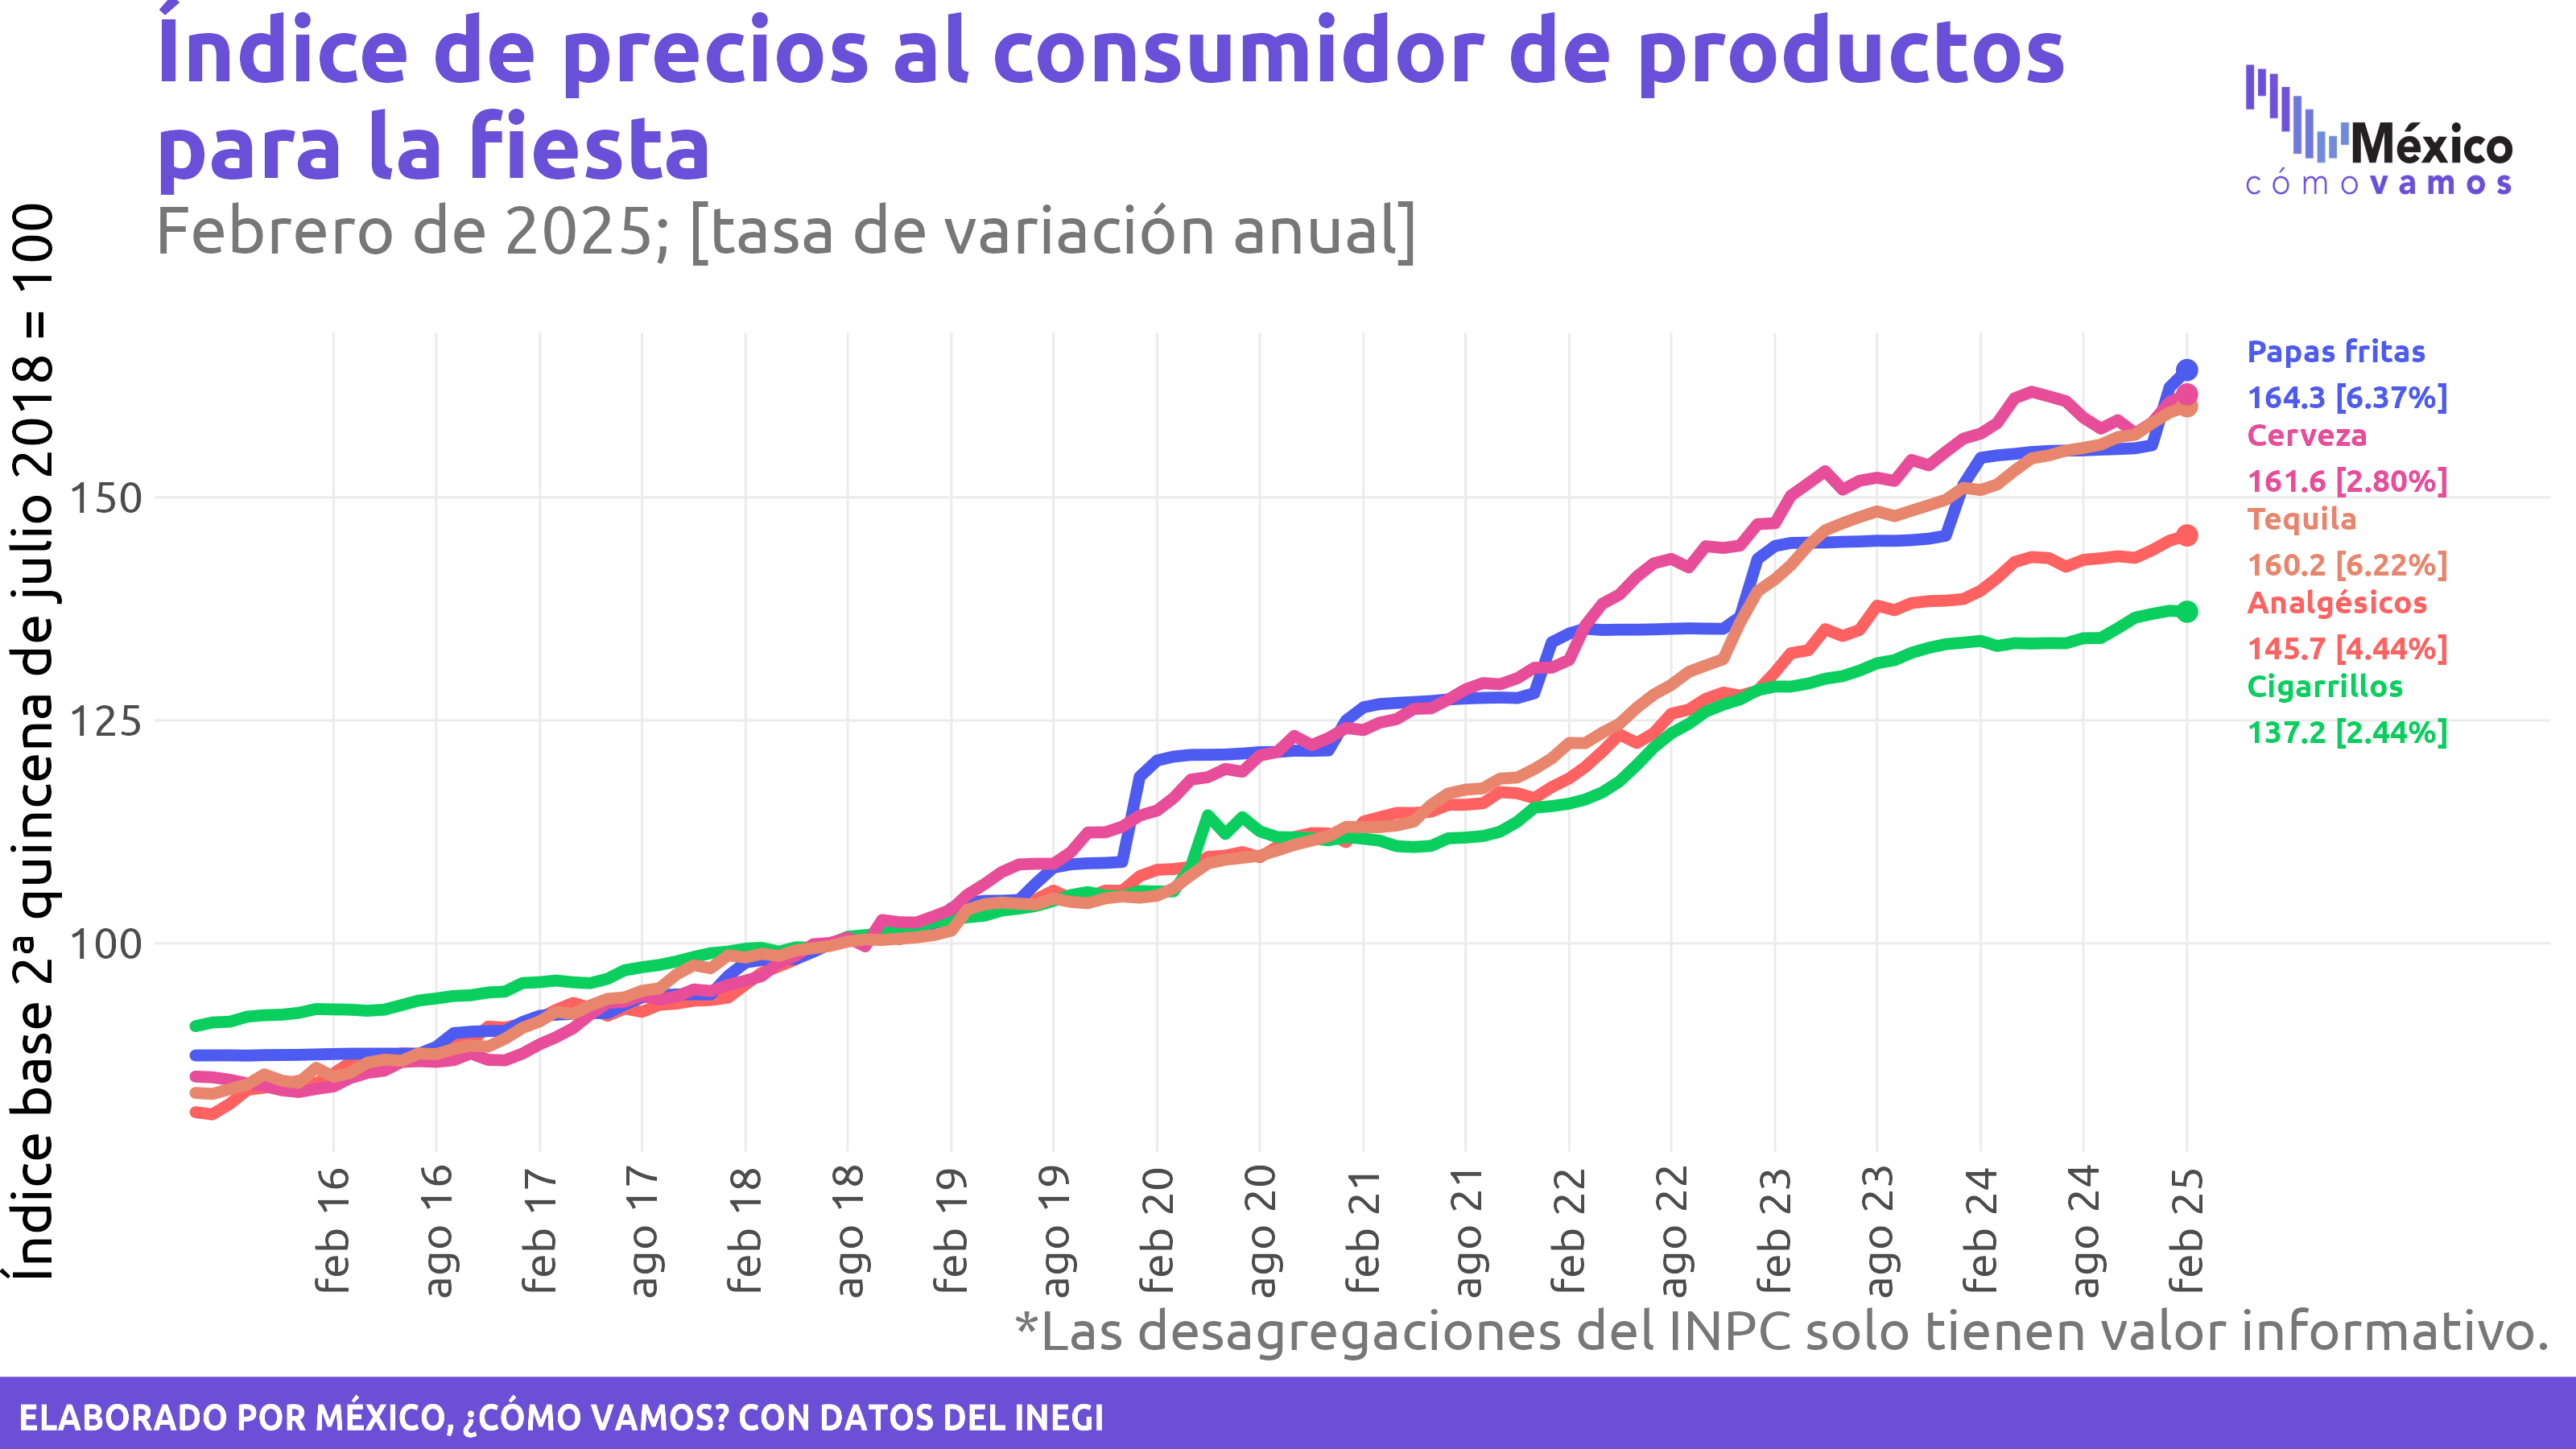 Índice de precios al consumidor de productos
para la fiesta
Febrero de 2025; [tasa de variación anual]
México
cómo vamos
Índice base 2ª quincena de julio 2018 = 100
150
125
100
Papas fritas
164.3 [6.37%]
Cerveza
161.6 [2.80%]
Tequila
160.2 [6.22%]
Analgésicos
145.7 [4.44%]
Cigarrillos
137.2 [2.44%]
feb 16
ago 16
feb 17
ago 17
feb 18
ago 18
feb 19
ago 19
feb 20
ago 20
feb 21
ago 21
feb 22
ago 22
feb 23
ago 23
feb 24
ago 24
feb 25
*Las desagregaciones del INPC solo tienen valor informativo.
ELABORADO POR MÉXICO, ¿CÓMO VAMOS? CON DATOS DEL INEGI